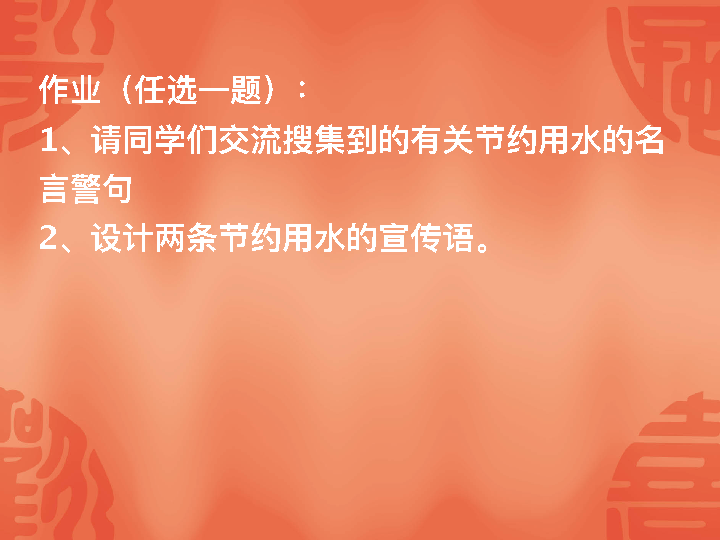 作业（任选一题）：
1、请同学们交流搜集到的有关节约用水的名
言警句
2、设计两条节约用水的宣传语。